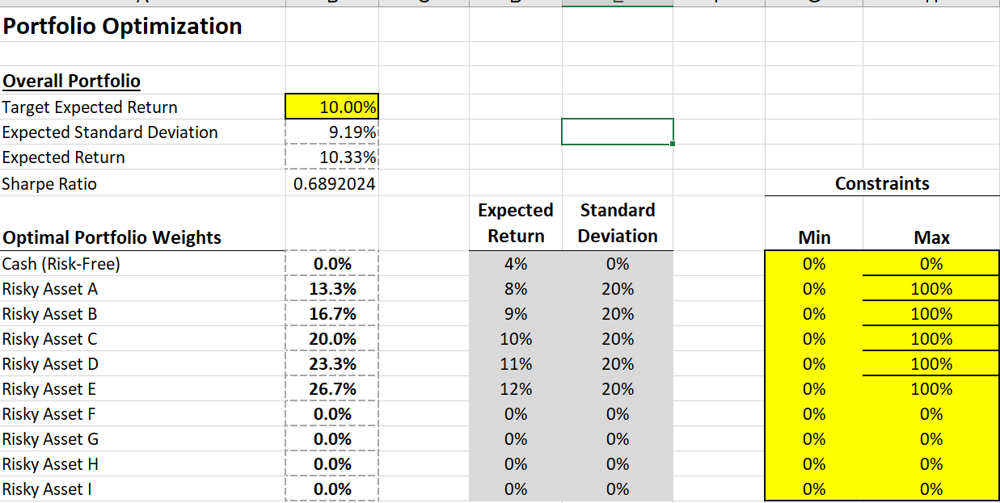 Portfolio Optimization
Overall Portfolio
Target Expected Return 10.00%
Expected Standard Deviation 9.19%
Expected Return 10.33%
Sharpe Ratio 0.6892024 Constraints
Expected Standard
Optimal Portfolio Weights Return Deviation Min Max
Cash (Risk-Free) 0.0% 4% 0% 0% 0%
Risky Asset A 13.3% 8% 20% 0% 100%
Risky Asset B 16.7% 9% 20% 0% 100%
Risky Asset C 20.0% 10% 20% 0% 100%
Risky Asset D 23.3% 11% 20% 0% 100%
Risky Asset E 26.7% 12% 20% 0% 100%
Risky Asset F 0.0% 0% 0% 0% 0%
Risky Asset G 0.0% 0% 0% 0% 0%
Risky Asset H 0.0% 0% 0% 0% 0%
Risky Asset I 0.0% 0% 0% 0% 0%